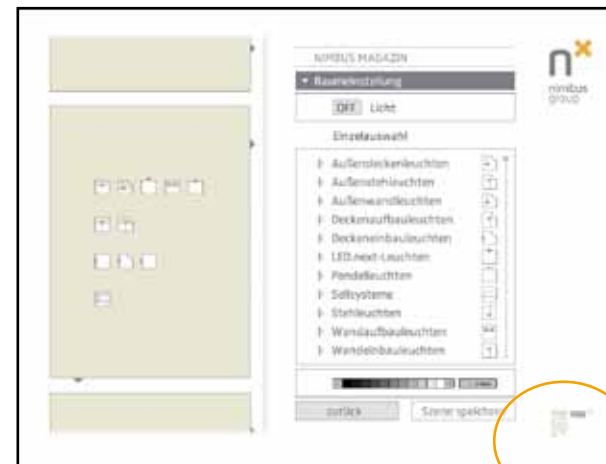 NIMBUS MAGAZIN
Raumeinstellung
OFF Licht
Einzelauswahl
Außendeckenleuchten
Außenstehleuchten
Außenwandleuchten
Deckenaufbauleuchten
Deckeneinbauleuchten
LED.next-Leuchten
Pendelleuchten
Seilsysteme
Stehleuchten
Wandaufbauleuchten
Wandeinbauleuchten
zurück
Szene speichern
nimbus
group